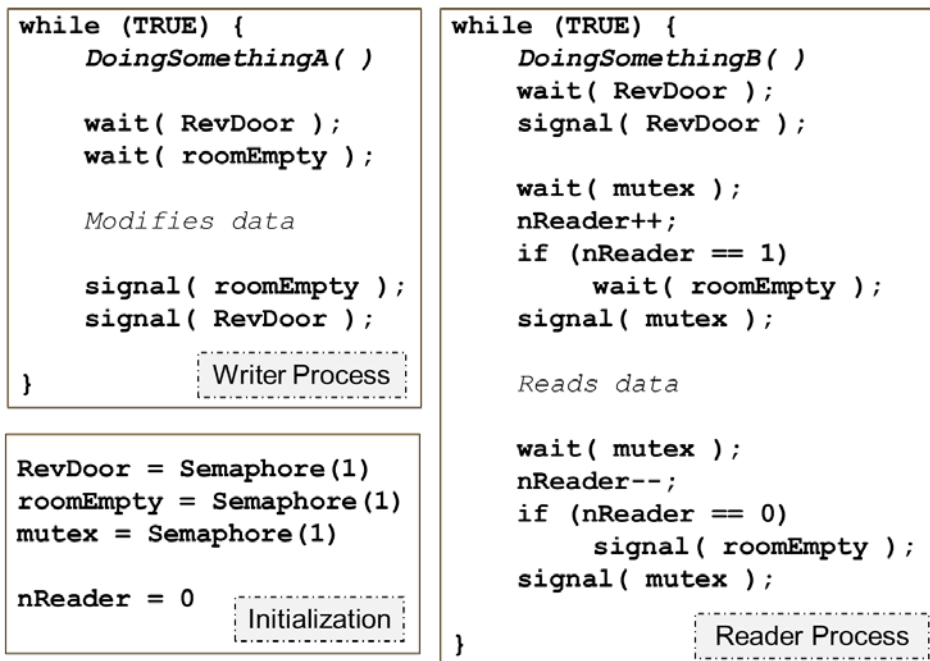 while (TRUE) {
DoingSomethingA( )
wait( RevDoor );
wait( roomEmpty );
Modifies data
signal( roomEmpty );
signal( RevDoor );
}
Writer Process
RevDoor = Semaphore(1)
roomEmpty = Semaphore(1)
mutex = Semaphore(1)
nReader = 0
Initialization
while (TRUE) {
DoingSomethingB( )
wait( RevDoor );
signal( RevDoor );
wait( mutex );
nReader++;
if (nReader == 1)
wait( roomEmpty );
signal( mutex );
Reads data
wait( mutex );
nReader--;
if (nReader == 0)
signal( roomEmpty );
signal( mutex );
}
Reader Process